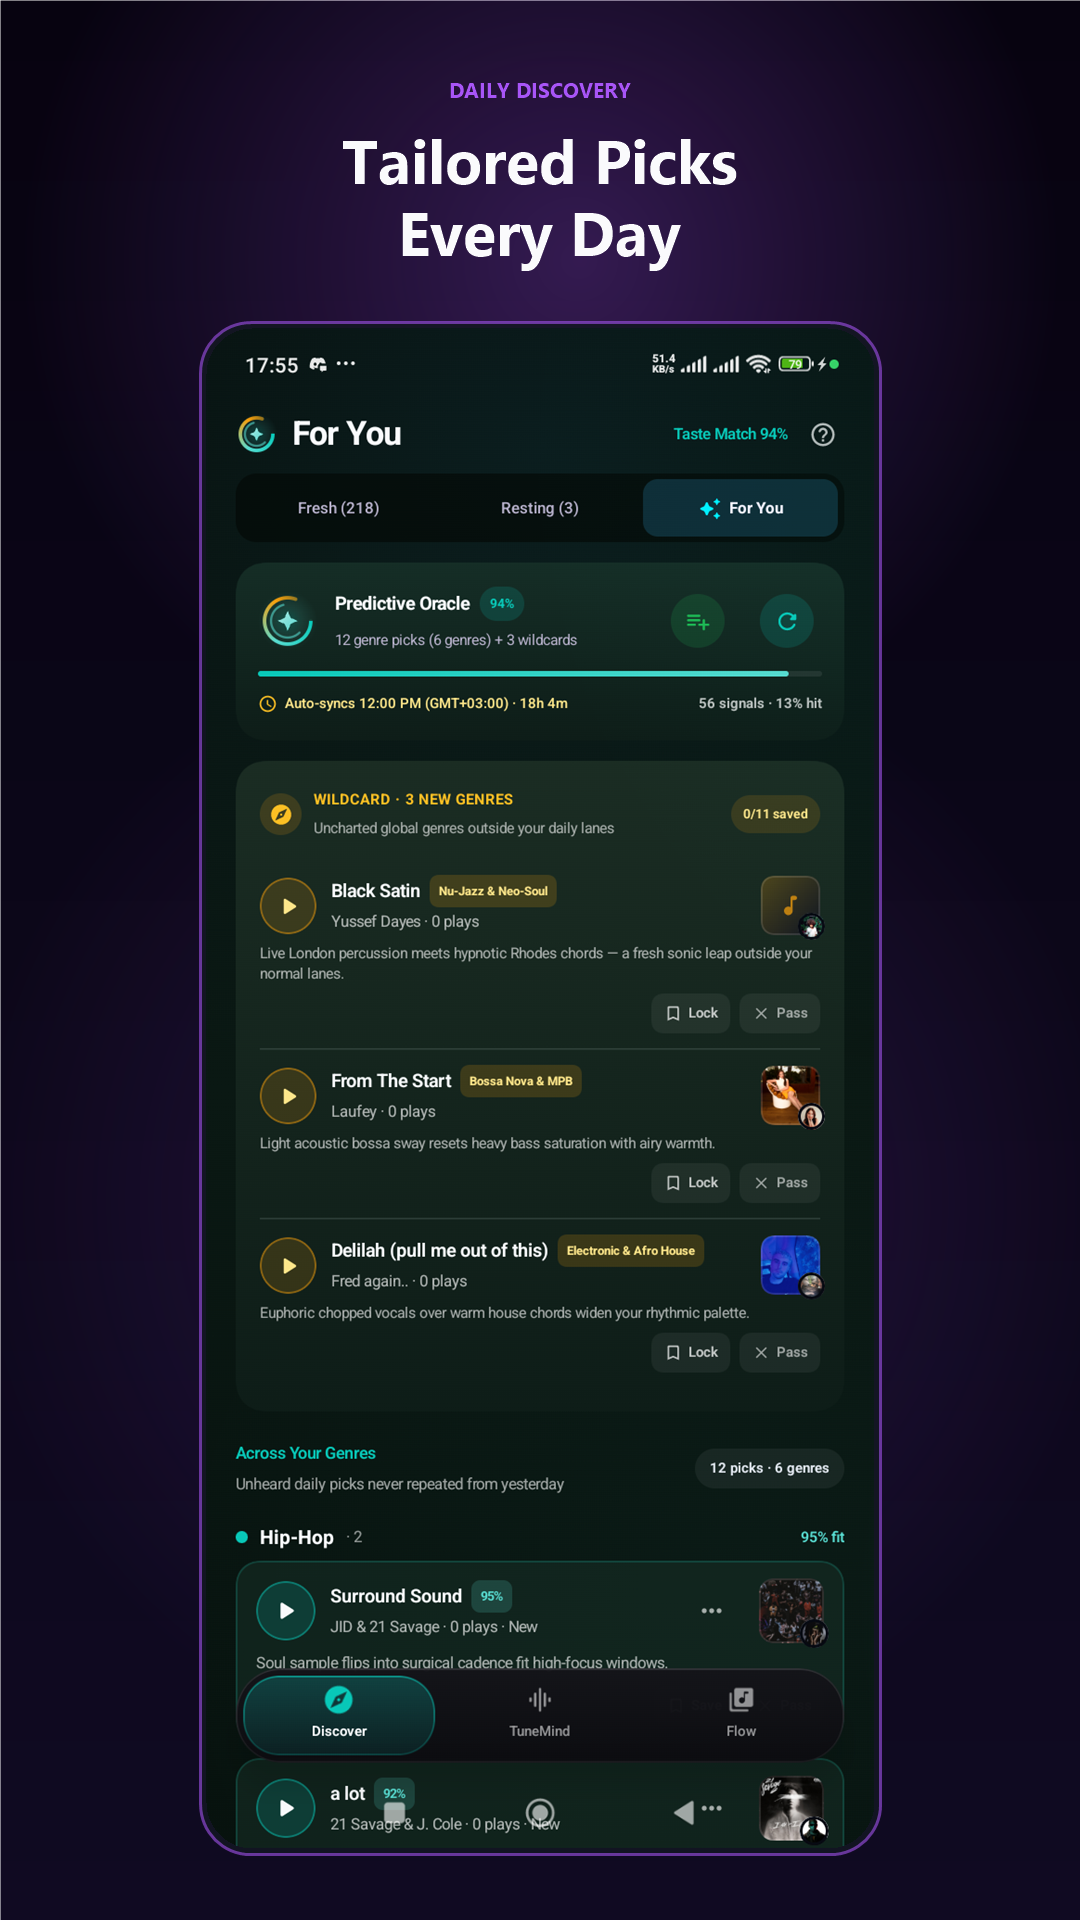 DAILY DISCOVERY
Tailored Picks
Every Day
17:55
51.4
KB/s
79
For You
Taste Match 94%
Fresh (218)
Resting (3)
For You
Predictive Oracle
94%
12 genre picks (6 genres) + 3 wildcards
Auto-syncs 12:00 PM (GMT+03:00) · 18h 4m
56 signals · 13% hit
WILDCARD · 3 NEW GENRES
Uncharted global genres outside your daily lanes
0/11 saved
Black Satin
Nu-Jazz & Neo-Soul
Yussef Dayes · 0 plays
Live London percussion meets hypnotic Rhodes chords — a fresh sonic leap outside your
normal lanes.
Lock
Pass
From The Start
Bossa Nova & MPB
Laufey · 0 plays
Light acoustic bossa sway resets heavy bass saturation with airy warmth.
Lock
Pass
Delilah (pull me out of this)
Electronic & Afro House
Fred again.. · 0 plays
Euphoric chopped vocals over warm house chords widen your rhythmic palette.
Lock
Pass
Across Your Genres
Unheard daily picks never repeated from yesterday
12 picks · 6 genres
Hip-Hop · 2
95% fit
Surround Sound
95%
JID & 21 Savage · 0 plays · New
Soul sample flips into surgical cadence fit high-focus windows.
Discover
TuneMind
Flow
a lot
92%
21 Savage & J. Cole · 0 plays · New